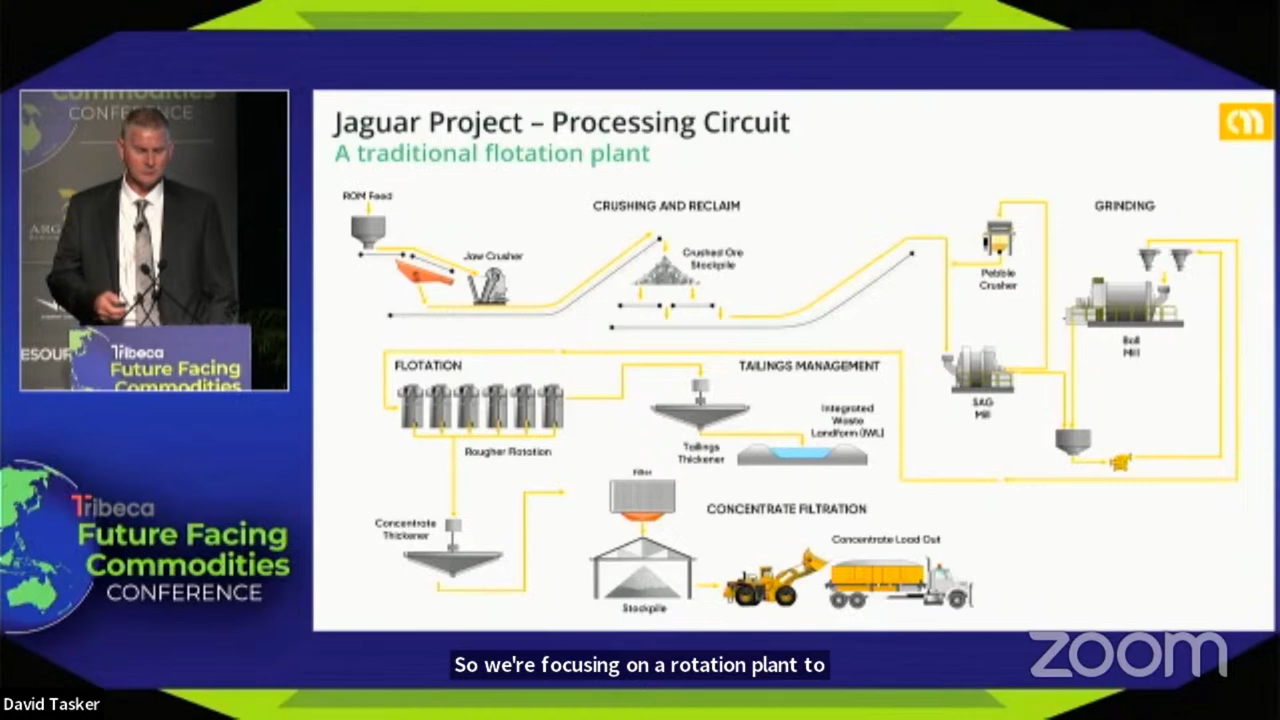 Commodities
CONFERENCE
ESOUR
Tribeca
Future Facing
Commodities
Tribeca
Future Facing
Commodities
CONFERENCE
Jaguar Project – Processing Circuit
A traditional flotation plant
ROM Feed
CRUSHING AND RECLAIM
GRINDING
Jaw Crusher
Crushed Ore
Stockpile
Pebble
Crusher
Ball
Mill
FLOTATION
TAILINGS MANAGEMENT
SAG
Mill
Integrated
Waste
Landform (IWL)
Rougher Flotation
Tailings
Thickener
Filter
CONCENTRATE FILTRATION
Concentrate
Thickener
Concentrate Load Out
Stockpile
So we're focusing on a rotation plant to
zoom
David Tasker